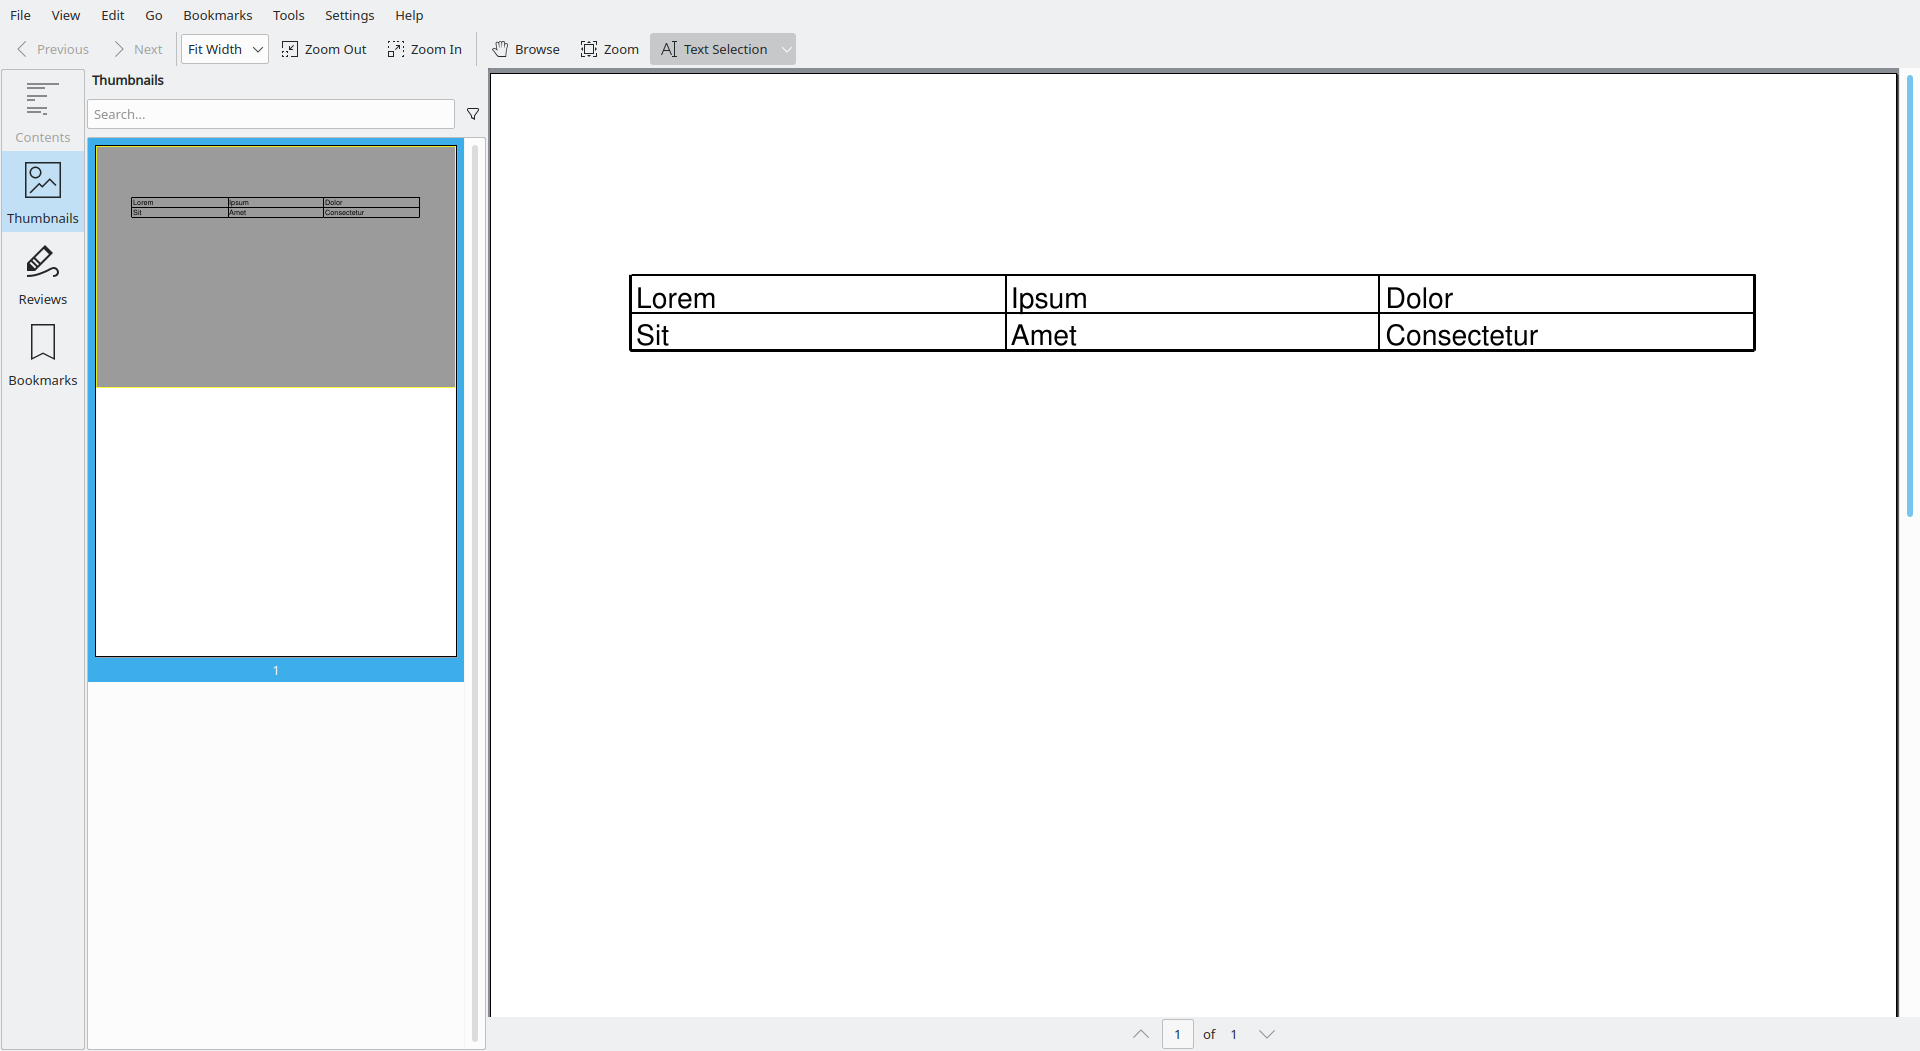 File View Edit Go Bookmarks Tools Settings Help
Previous Next Fit Width Zoom Out Zoom In Browse Zoom Text Selection
Thumbnails
Search...
Contents
Thumbnails
Reviews
Bookmarks
Lorem Ipsum Dolor
Sit Amet Consectetur
1
Lorem Ipsum Dolor
Sit Amet Consectetur
1 of 1